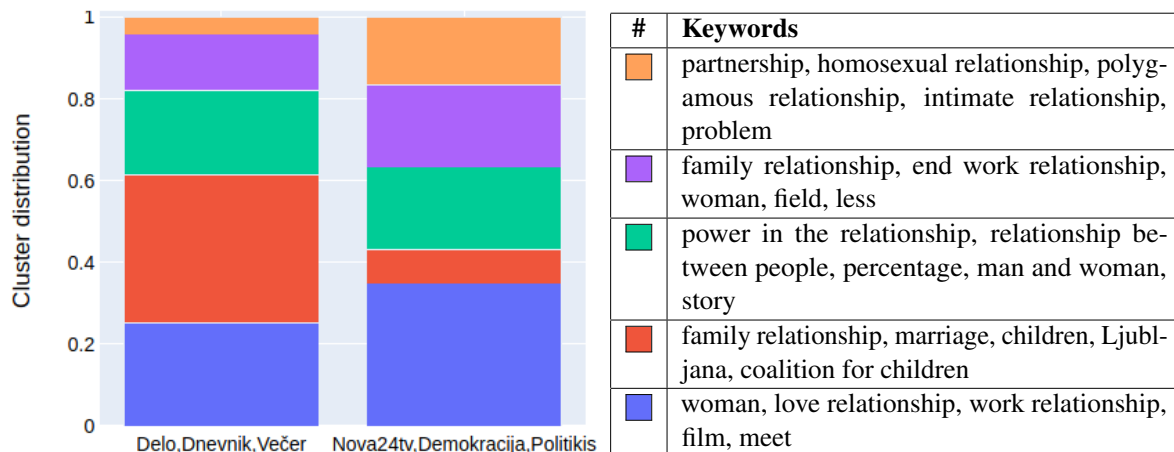 1
0.8
0.6
0.4
0.2
0
Cluster distribution
Delo,Dnevnik,Večer
Nova24tv,Demokracija,Politikis
# Keywords
partnership, homosexual relationship, polyg-
amous relationship, intimate relationship,
problem
family relationship, end work relationship,
woman, field, less
power in the relationship, relationship be-
tween people, percentage, man and woman,
story
family relationship, marriage, children, Ljubl-
jana, coalition for children
woman, love relationship, work relationship,
film, meet